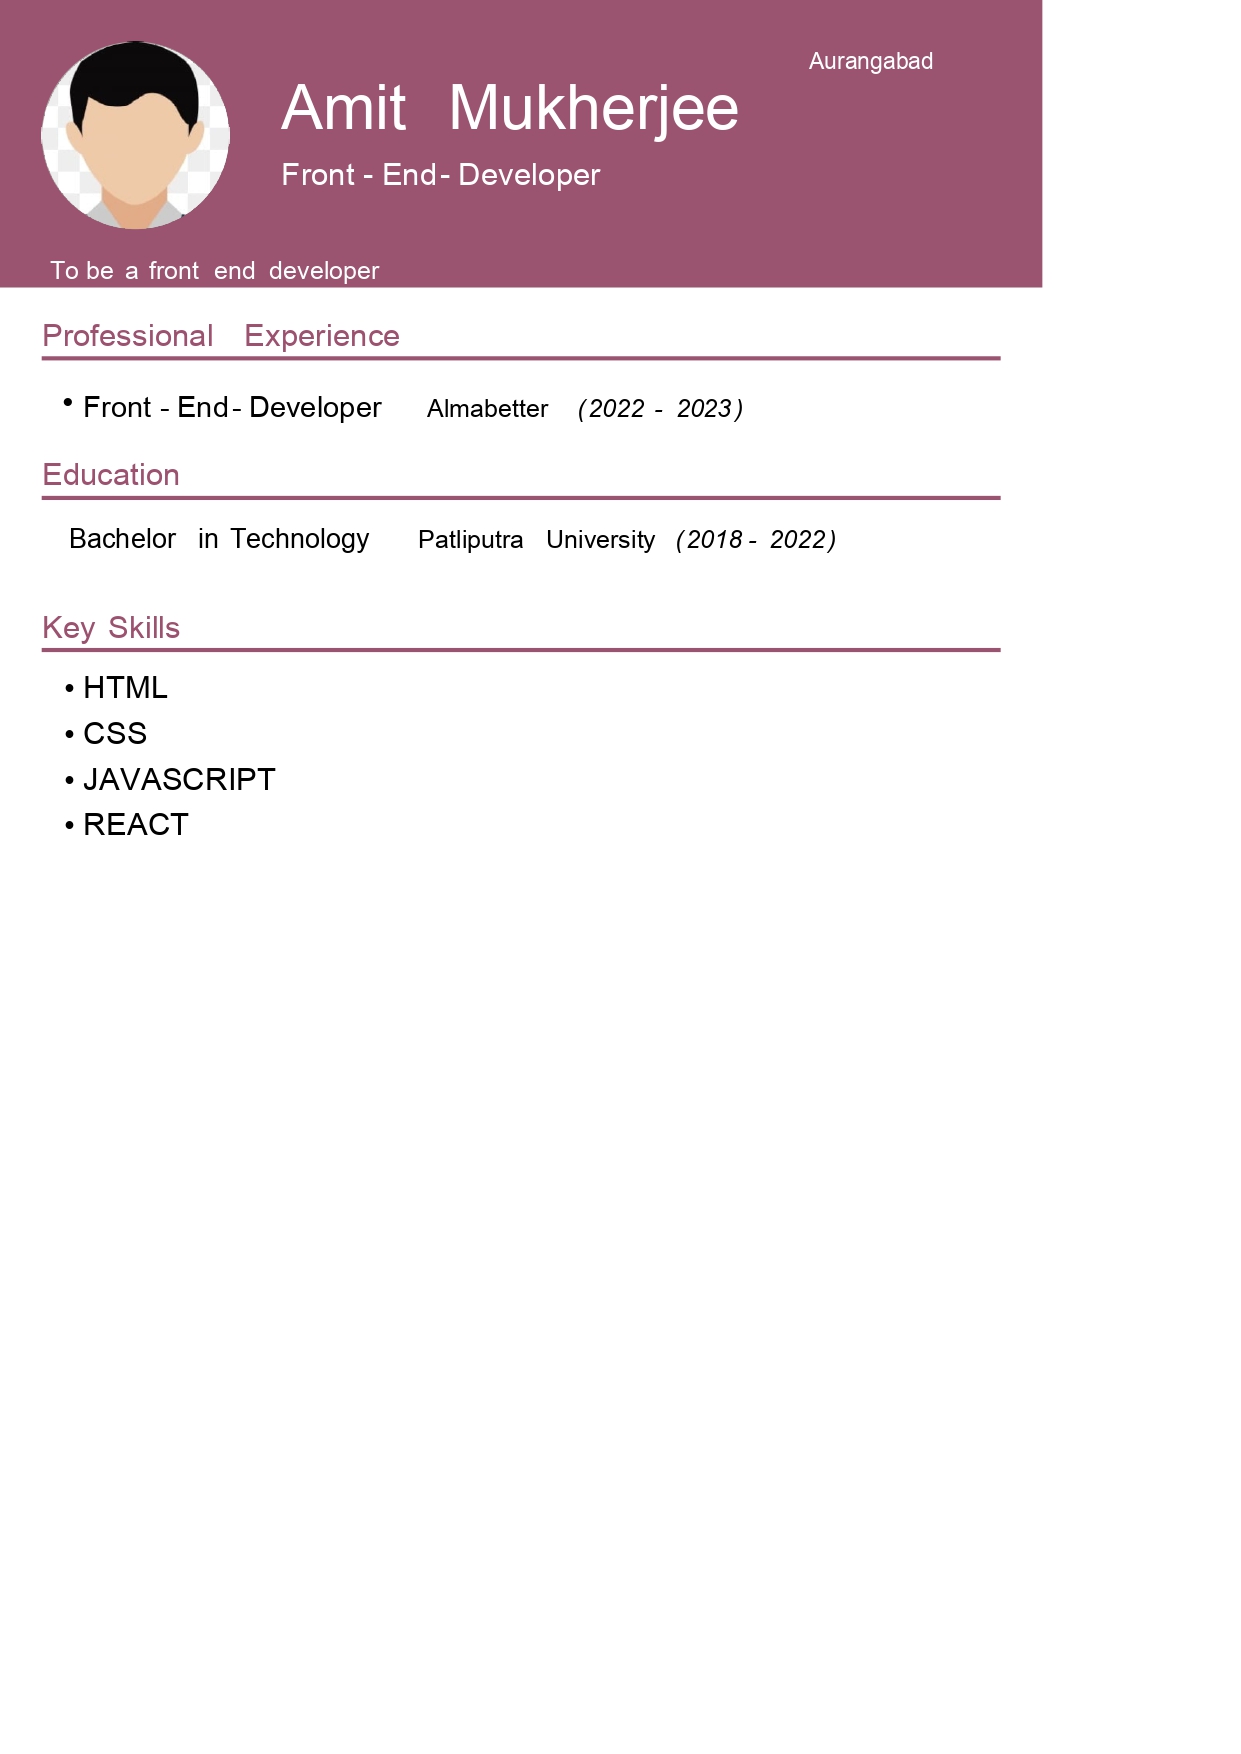 Aurangabad
Amit Mukherjee
Front - End - Developer
To be a front end developer
Professional Experience
• Front - End - Developer Almabetter (2022 - 2023)
Education
Bachelor in Technology Patliputra University (2018 - 2022)
Key Skills
• HTML
• CSS
• JAVASCRIPT
• REACT